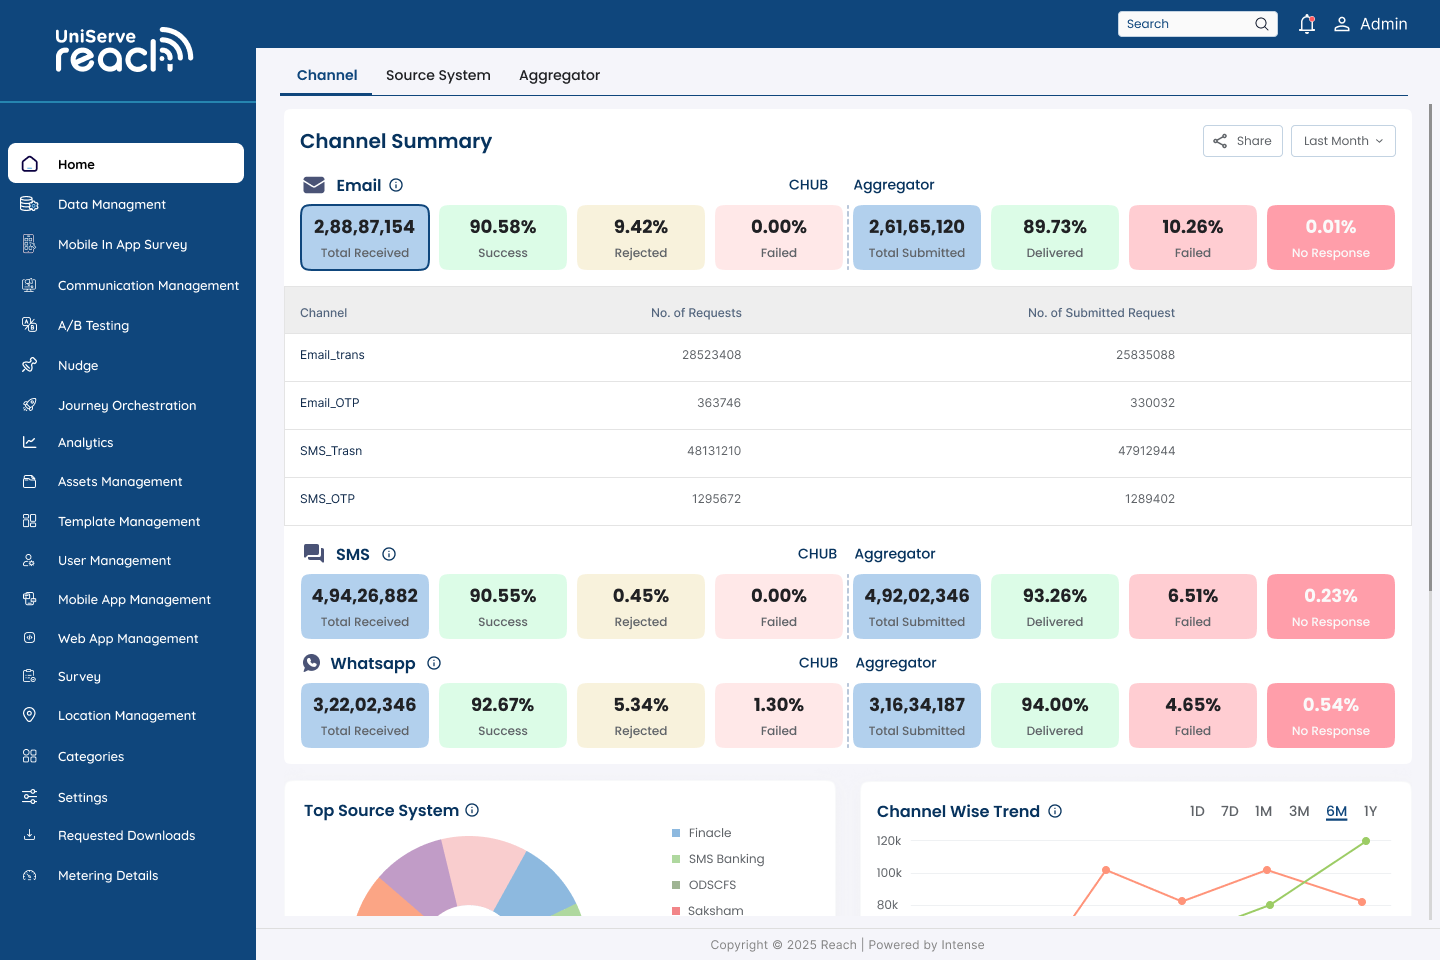 UniServe
reach
Search
Admin
Channel
Source System
Aggregator
Home
Data Managment
Mobile In App Survey
Communication Management
A/B Testing
Nudge
Journey Orchestration
Analytics
Assets Management
Template Management
User Management
Mobile App Management
Web App Management
Survey
Location Management
Categories
Settings
Requested Downloads
Metering Details
Channel Summary
Share
Last Month
Email
CHUB
Aggregator
2,88,87,154
Total Received
90.58%
Success
9.42%
Rejected
0.00%
Failed
2,61,65,120
Total Submitted
89.73%
Delivered
10.26%
Failed
0.01%
No Response
Channel No. of Requests No. of Submitted Request
Email_trans 28523408 25835088
Email_OTP 363746 330032
SMS_Trasn 48131210 47912944
SMS_OTP 1295672 1289402
SMS
CHUB
Aggregator
4,94,26,882
Total Received
90.55%
Success
0.45%
Rejected
0.00%
Failed
4,92,02,346
Total Submitted
93.26%
Delivered
6.51%
Failed
0.23%
No Response
Whatsapp
CHUB
Aggregator
3,22,02,346
Total Received
92.67%
Success
5.34%
Rejected
1.30%
Failed
3,16,34,187
Total Submitted
94.00%
Delivered
4.65%
Failed
0.54%
No Response
Top Source System
Finacle
SMS Banking
ODSCFS
Saksham
Channel Wise Trend
1D 7D 1M 3M 6M 1Y
120k
100k
80k
Copyright © 2025 Reach | Powered by Intense